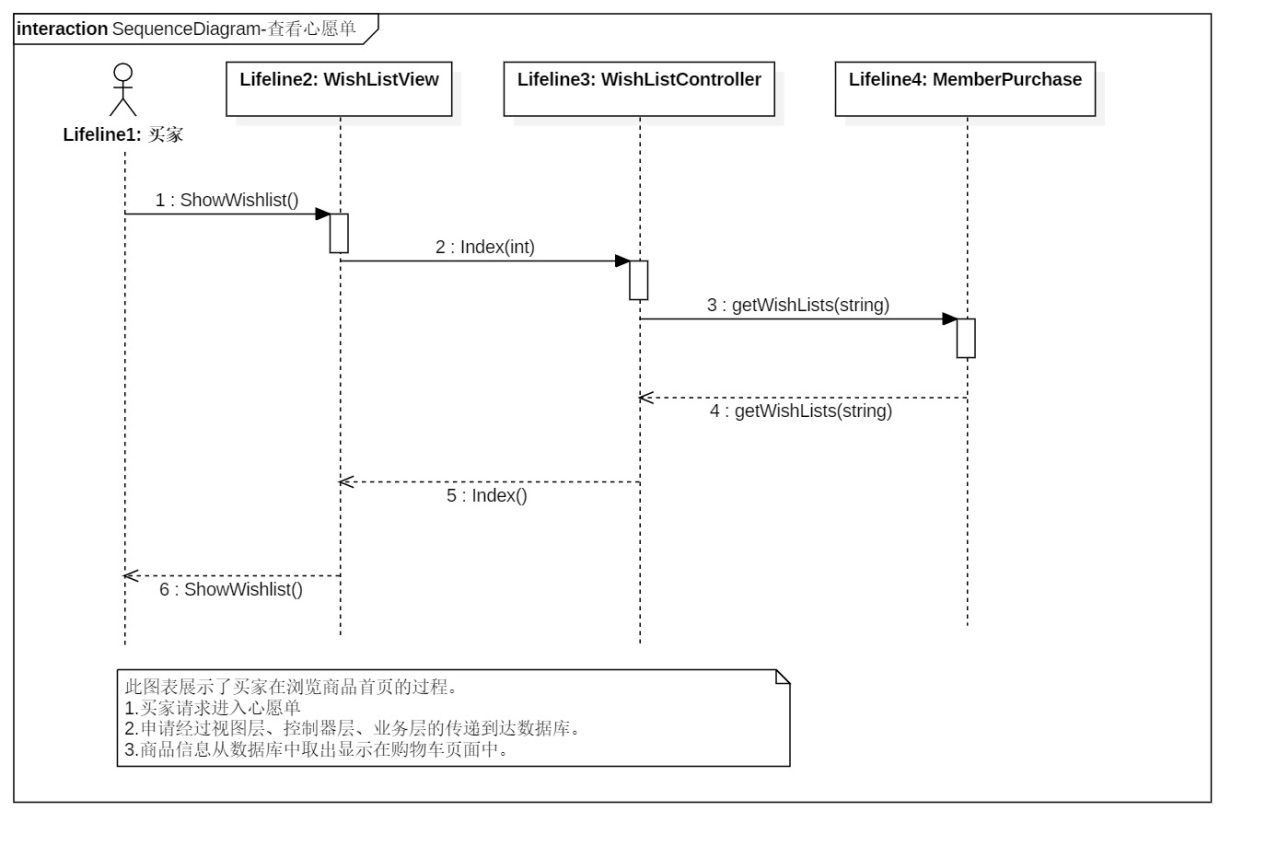 interaction SequenceDiagram-查看心愿单
Lifeline1: 买家
Lifeline2: WishListView
Lifeline3: WishListController
Lifeline4: MemberPurchase
1 : ShowWishlist()
2 : Index(int)
3 : getWishLists(string)
4 : getWishLists(string)
5 : Index()
6 : ShowWishlist()
此图表展示了买家在浏览商品首页的过程。
1.买家请求进入心愿单
2.申请经过视图层、控制器层、业务层的传递到达数据库。
3.商品信息从数据库中取出显示在购物车页面中。